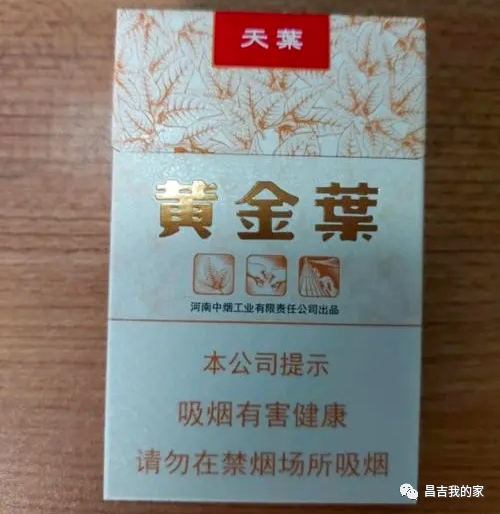 天葉
黄金葉
河南中烟工业有限责任公司出品
本公司提示
吸烟有害健康
请勿在禁烟场所吸烟
昌吉我的家